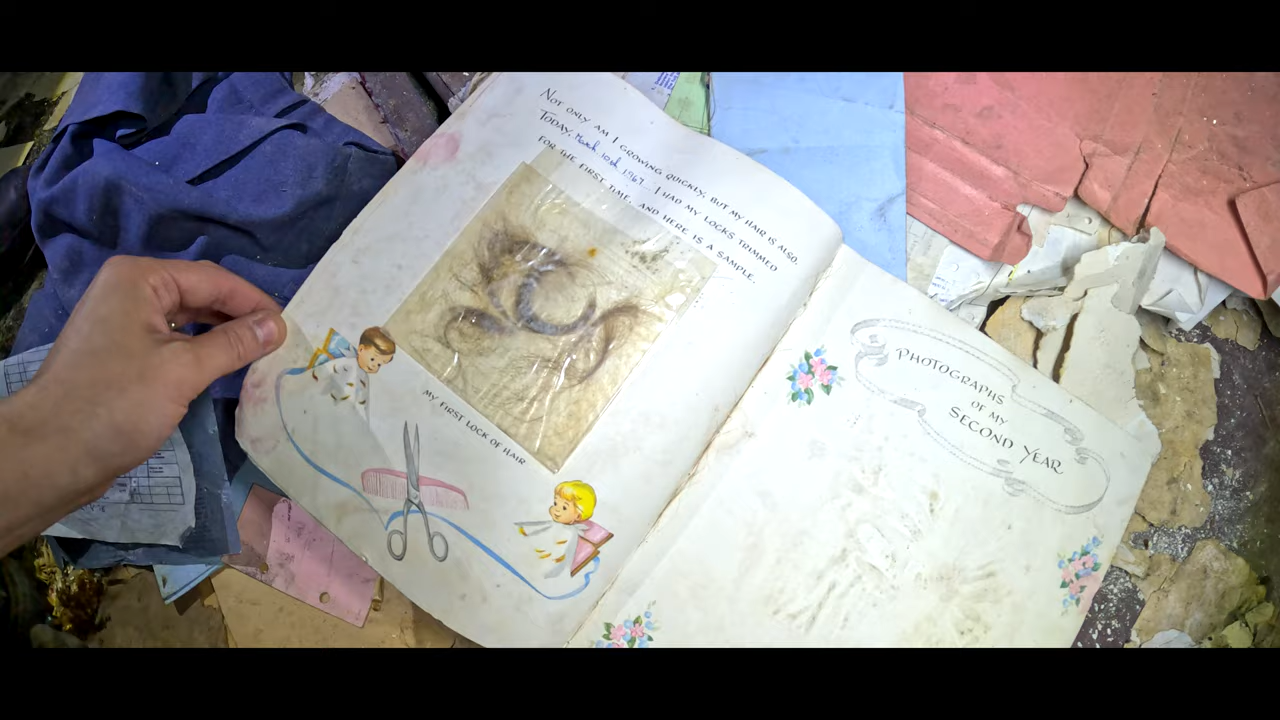 NOT ONLY AM I GROWING QUICKLY, BUT MY HAIR IS ALSO.
TODAY, March 10th 1967 I HAD MY LOCKS TRIMMED
FOR THE FIRST TIME, AND HERE IS A SAMPLE.
MY FIRST LOCK OF HAIR
PHOTOGRAPHS
OF MY
SECOND YEAR